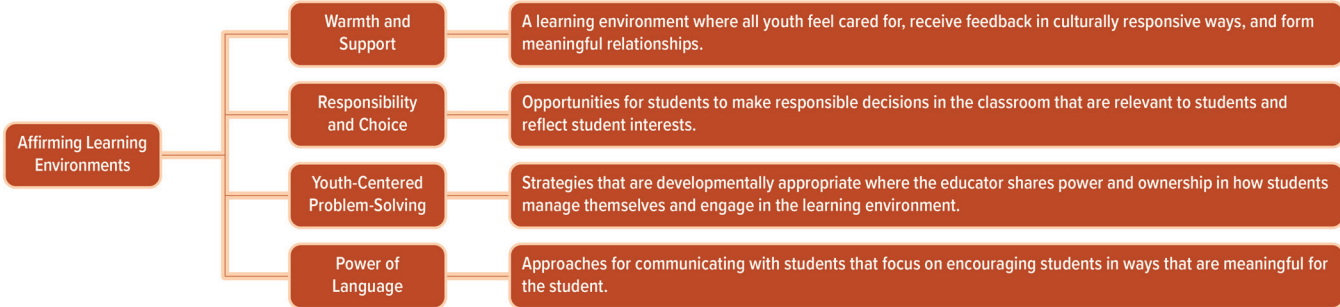 Warmth and
Support
A learning environment where all youth feel cared for, receive feedback in culturally responsive ways, and form
meaningful relationships.
Responsibility
and Choice
Opportunities for students to make responsible decisions in the classroom that are relevant to students and
reflect student interests.
Affirming Learning
Environments
Youth-Centered
Problem-Solving
Strategies that are developmentally appropriate where the educator shares power and ownership in how students
manage themselves and engage in the learning environment.
Power of
Language
Approaches for communicating with students that focus on encouraging students in ways that are meaningful for
the student.